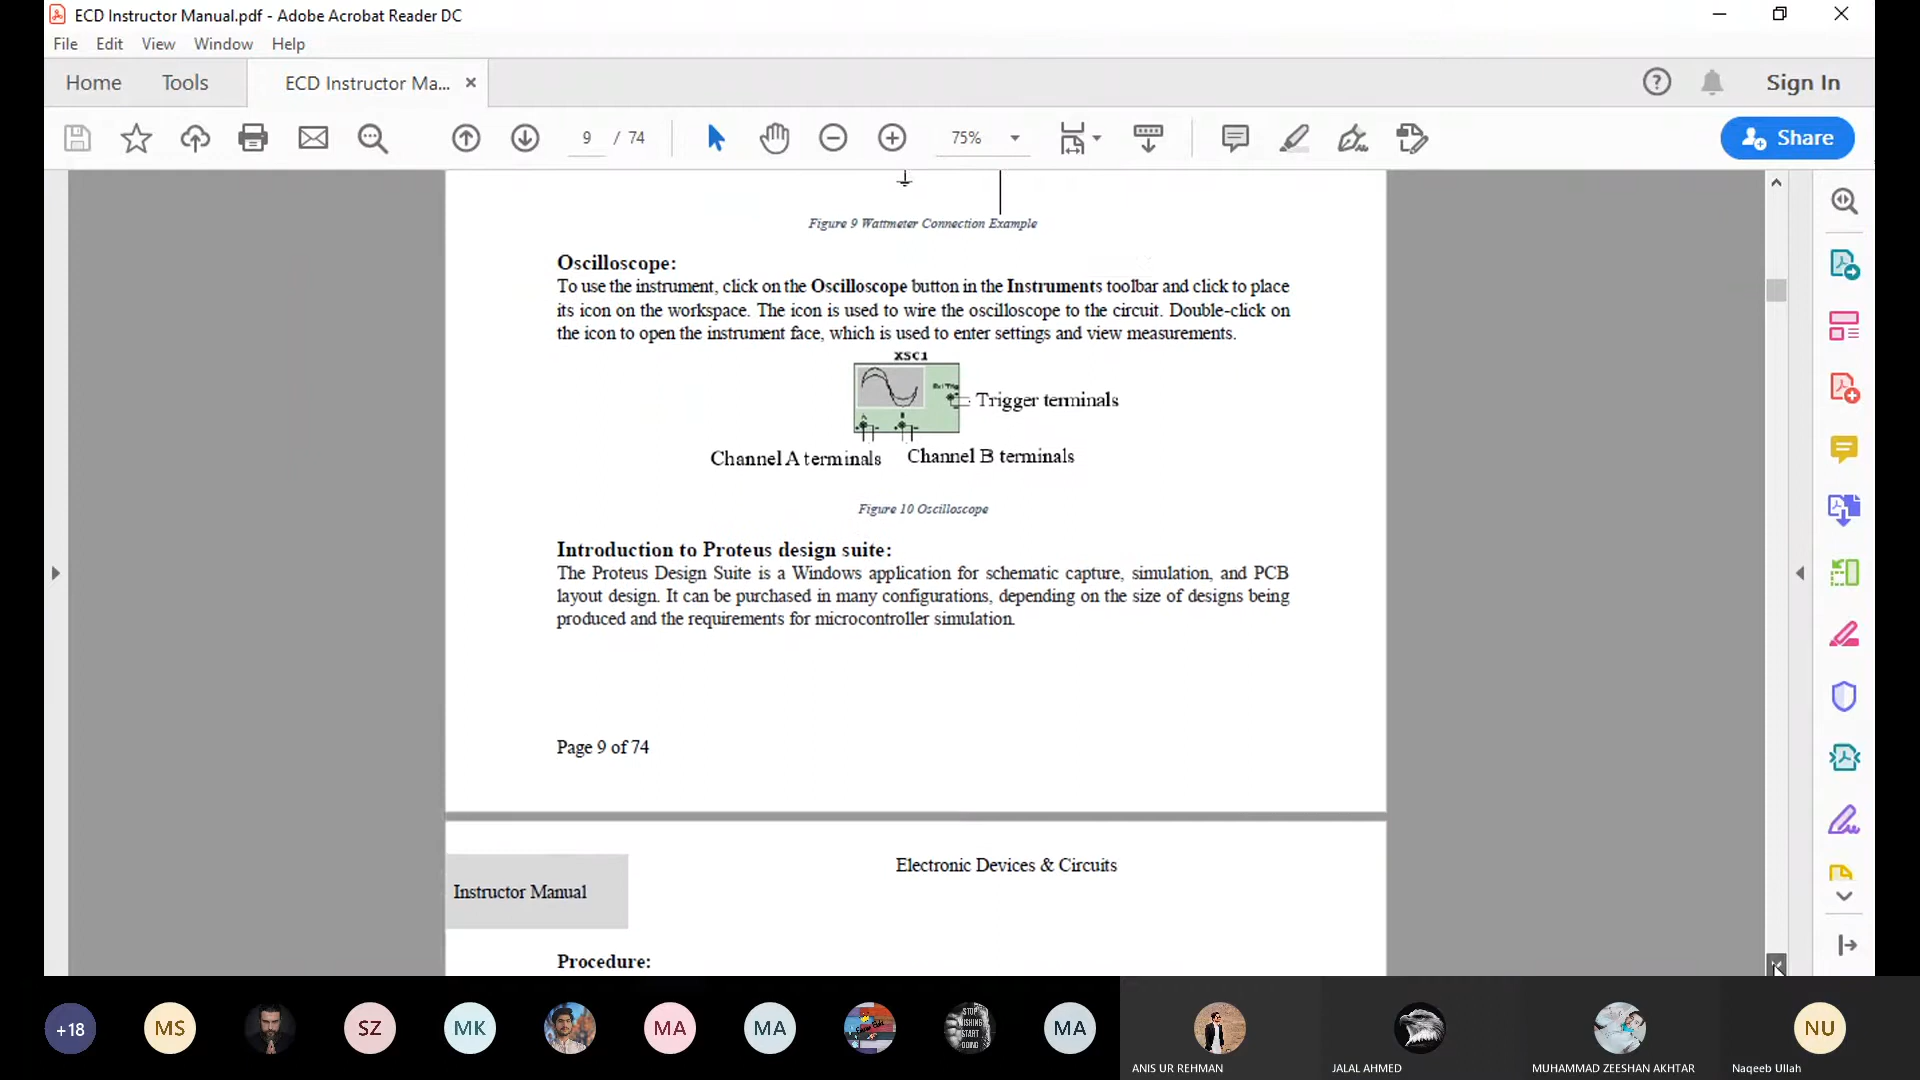 ECD Instructor Manual.pdf - Adobe Acrobat Reader DC
File Edit View Window Help
Home Tools ECD Instructor Ma... Sign In
9 / 74 75% Share
Figure 9 Wattmeter Connection Example
Oscilloscope:
To use the instrument, click on the Oscilloscope button in the Instruments toolbar and click to place
its icon on the workspace. The icon is used to wire the oscilloscope to the circuit. Double-click on
the icon to open the instrument face, which is used to enter settings and view measurements.
XSC1
Ext Trig
Trigger terminals
A B
Channel A terminals Channel B terminals
Figure 10 Oscilloscope
Introduction to Proteus design suite:
The Proteus Design Suite is a Windows application for schematic capture, simulation, and PCB
layout design. It can be purchased in many configurations, depending on the size of designs being
produced and the requirements for microcontroller simulation.
Page 9 of 74
Electronic Devices & Circuits
Instructor Manual
Procedure:
+18 MS SZ MK MA MA STOP WISHING START DOING MA NU
ANIS UR REHMAN JALAL AHMED MUHAMMAD ZEESHAN AKHTAR Naqeeb Ullah